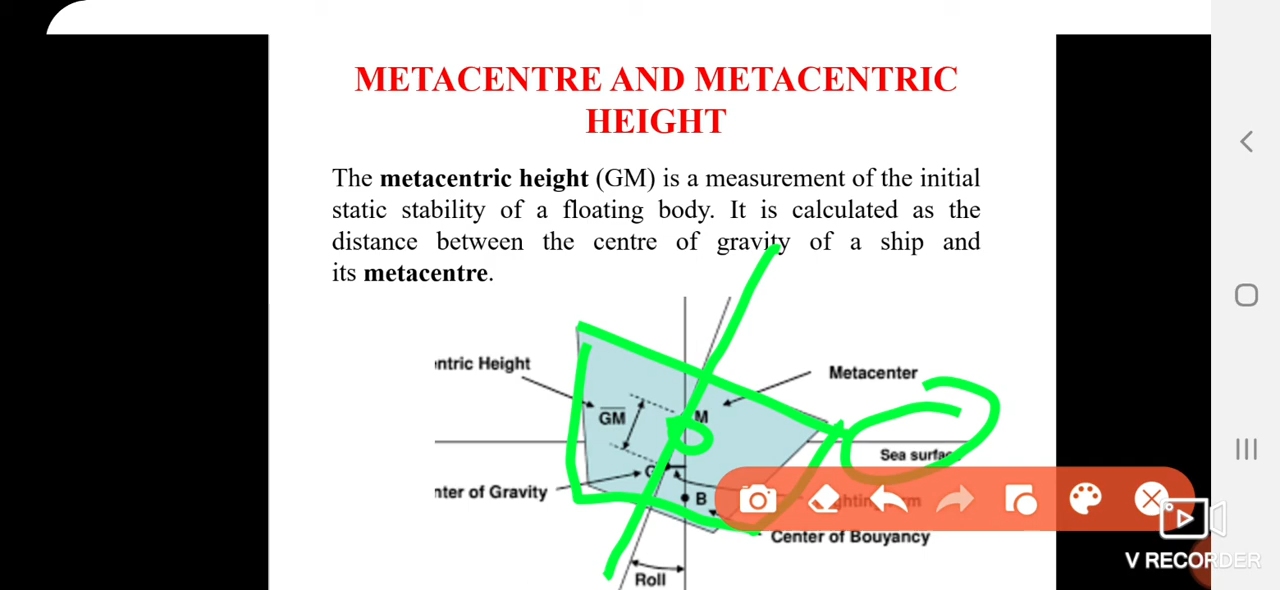 METACENTRE AND METACENTRIC
HEIGHT
The metacentric height (GM) is a measurement of the initial
static stability of a floating body. It is calculated as the
distance between the centre of gravity of a ship and
its metacentre.
ntric Height
Metacenter
GM
M
Sea surfa
G
nter of Gravity
B
Center of Bouyancy
Roll
V RECORDER